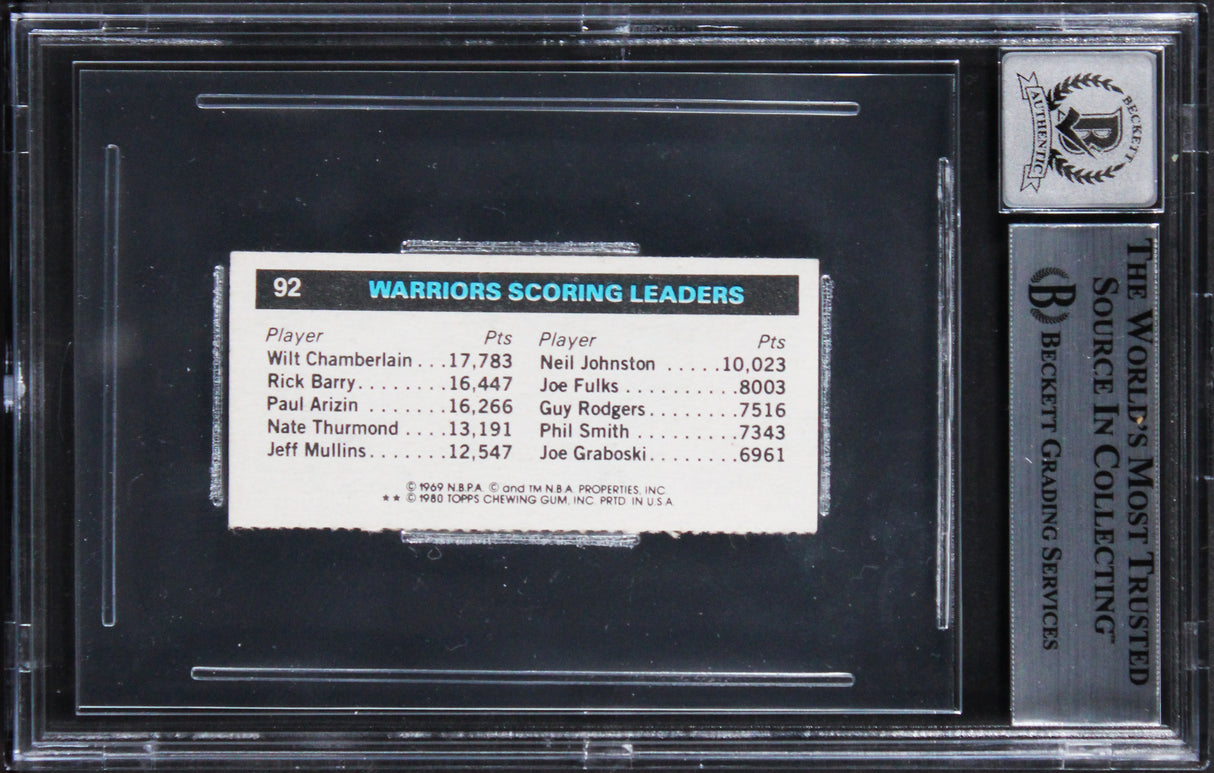 92 WARRIORS SCORING LEADERS
Player Pts Player Pts
Wilt Chamberlain . . . 17,783 Neil Johnston . . . . . 10,023
Rick Barry. . . . . . . . 16,447 Joe Fulks . . . . . . . . . 8003
Paul Arizin . . . . . . . 16,266 Guy Rodgers. . . . . . . 7516
Nate Thurmond . . . . 13,191 Phil Smith . . . . . . . . . 7343
Jeff Mullins. . . . . . . 12,547 Joe Graboski. . . . . . . 6961
© 1969 N.B.P.A. © and TM N.B.A. PROPERTIES, INC.
★ ★ © 1980 TOPPS CHEWING GUM, INC. PRTD. IN U.S.A.
BECKETT
B
AUTHENTIC
THE WORLD'S MOST TRUSTED
SOURCE IN COLLECTING™
B BECKETT GRADING SERVICES